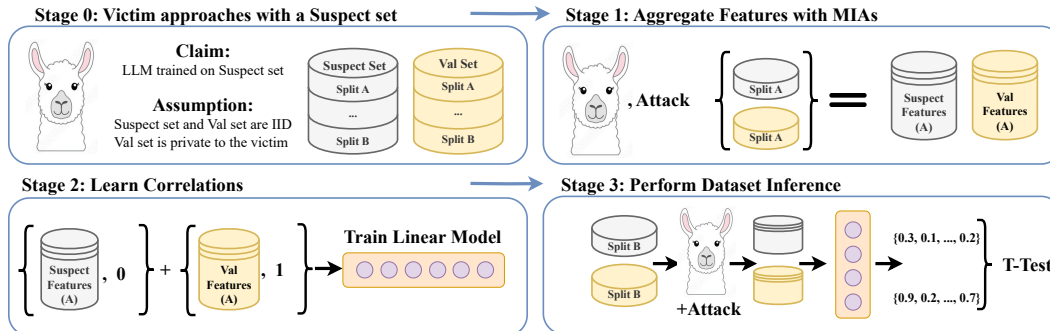 Stage 0: Victim approaches with a Suspect set
Claim:
LLM trained on Suspect set
Assumption:
Suspect set and Val set are IID
Val set is private to the victim
Suspect Set
Split A
...
Split B
Val Set
Split A
...
Split B
Stage 1: Aggregate Features with MIAs
, Attack
Split A
Split A
=
Suspect
Features
(A)
Val
Features
(A)
Stage 2: Learn Correlations
Suspect
Features
(A)
, 0
+
Val
Features
(A)
, 1
Train Linear Model
Stage 3: Perform Dataset Inference
Split B
Split B
+Attack
{0.3, 0.1, ..., 0.2}
{0.9, 0.2, ..., 0.7}
T-Test